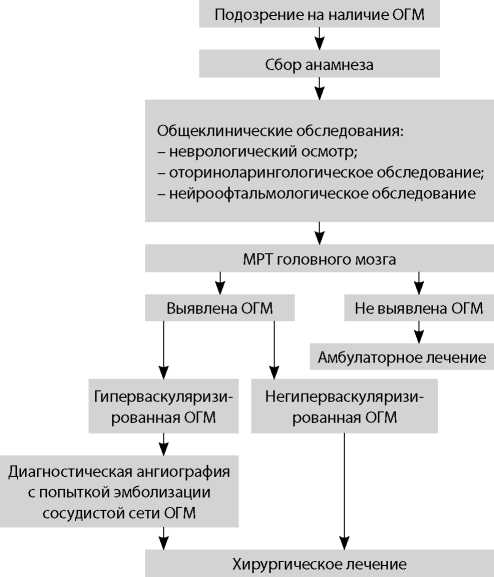 Подозрение на наличие ОГМ
Сбор анамнеза
Общеклинические обследования:
– неврологический осмотр;
– оториноларингологическое обследование;
– нейроофтальмологическое обследование
МРТ головного мозга
Выявлена ОГМ
Не выявлена ОГМ
Амбулаторное лечение
Гиперваскуляризи-
рованная ОГМ
Негиперваскуляризи-
рованная ОГМ
Диагностическая ангиография
с попыткой эмболизации
сосудистой сети ОГМ
Хирургическое лечение